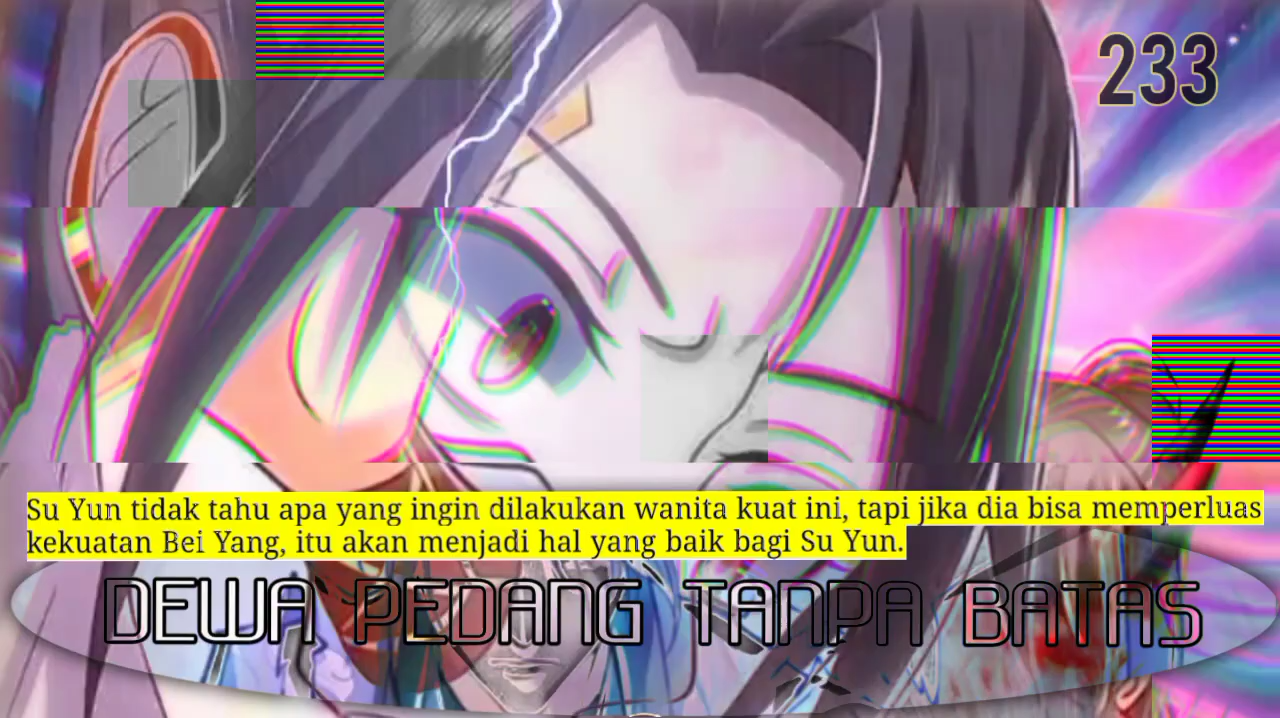 233
Su Yun tidak tahu apa yang ingin dilakukan wanita kuat ini, tapi jika dia bisa memperluas
kekuatan Bei Yang, itu akan menjadi hal yang baik bagi Su Yun.
DEWA PEDANG TANPA BATAS